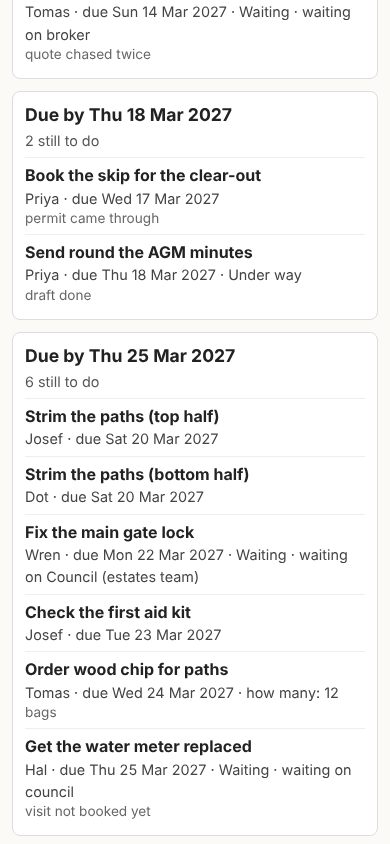 Tomas · due Sun 14 Mar 2027 · Waiting · waiting
on broker
quote chased twice
Due by Thu 18 Mar 2027
2 still to do
Book the skip for the clear-out
Priya · due Wed 17 Mar 2027
permit came through
Send round the AGM minutes
Priya · due Thu 18 Mar 2027 · Under way
draft done
Due by Thu 25 Mar 2027
6 still to do
Strim the paths (top half)
Josef · due Sat 20 Mar 2027
Strim the paths (bottom half)
Dot · due Sat 20 Mar 2027
Fix the main gate lock
Wren · due Mon 22 Mar 2027 · Waiting · waiting
on Council (estates team)
Check the first aid kit
Josef · due Tue 23 Mar 2027
Order wood chip for paths
Tomas · due Wed 24 Mar 2027 · how many: 12
bags
Get the water meter replaced
Hal · due Thu 25 Mar 2027 · Waiting · waiting on
council
visit not booked yet